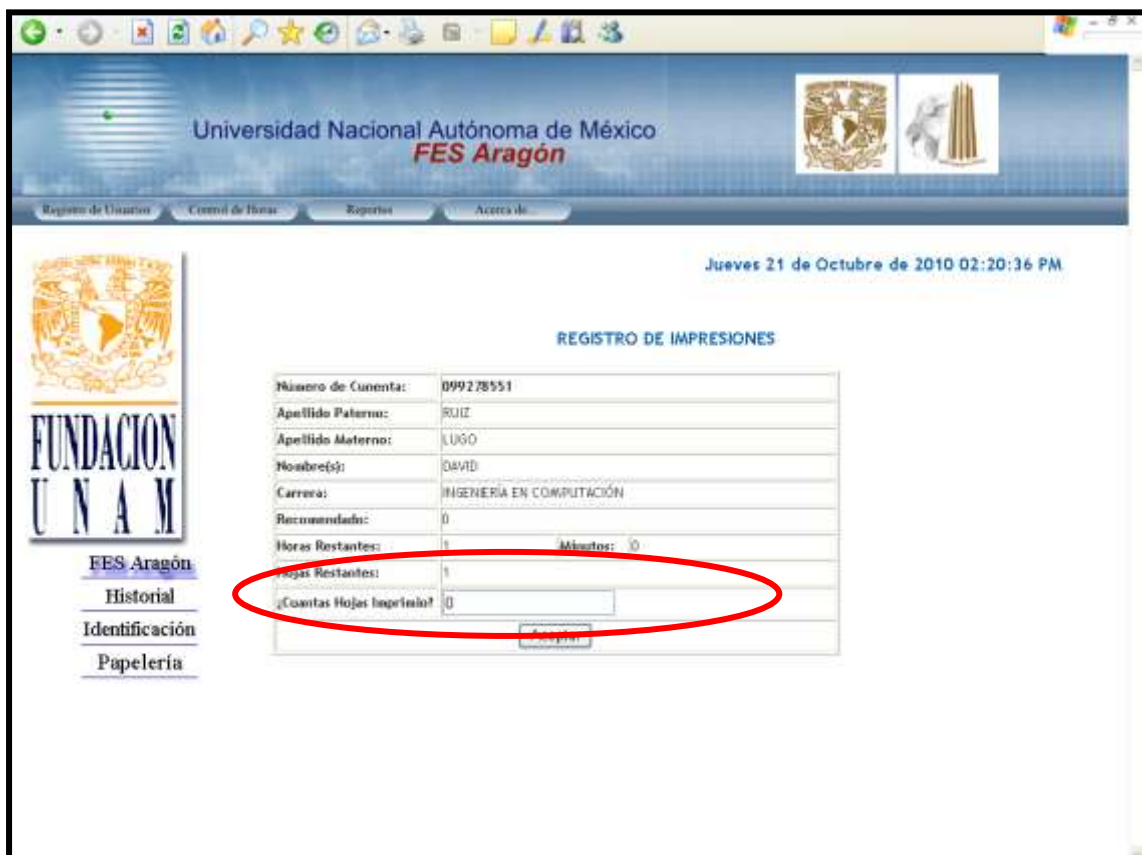 Universidad Nacional Autónoma de México
FES Aragón
Registro de Usuarios Control de Horas Reportes Acerca de...
Jueves 21 de Octubre de 2010 02:20:36 PM
REGISTRO DE IMPRESIONES
Número de Cunenta: 099278551
Apellido Paterno: RUIZ
Apellido Materno: LUGO
Nombre(s): DAVID
Carrera: INGENIERÍA EN COMPUTACIÓN
Recomendado: 0
Horas Restantes: 1 Minutos: 0
Hojas Restantes: 1
¿Cuantas Hojas Imprimio? 0
Aceptar
FUNDACION
UNAM
FES Aragón
Historial
Identificación
Papelería